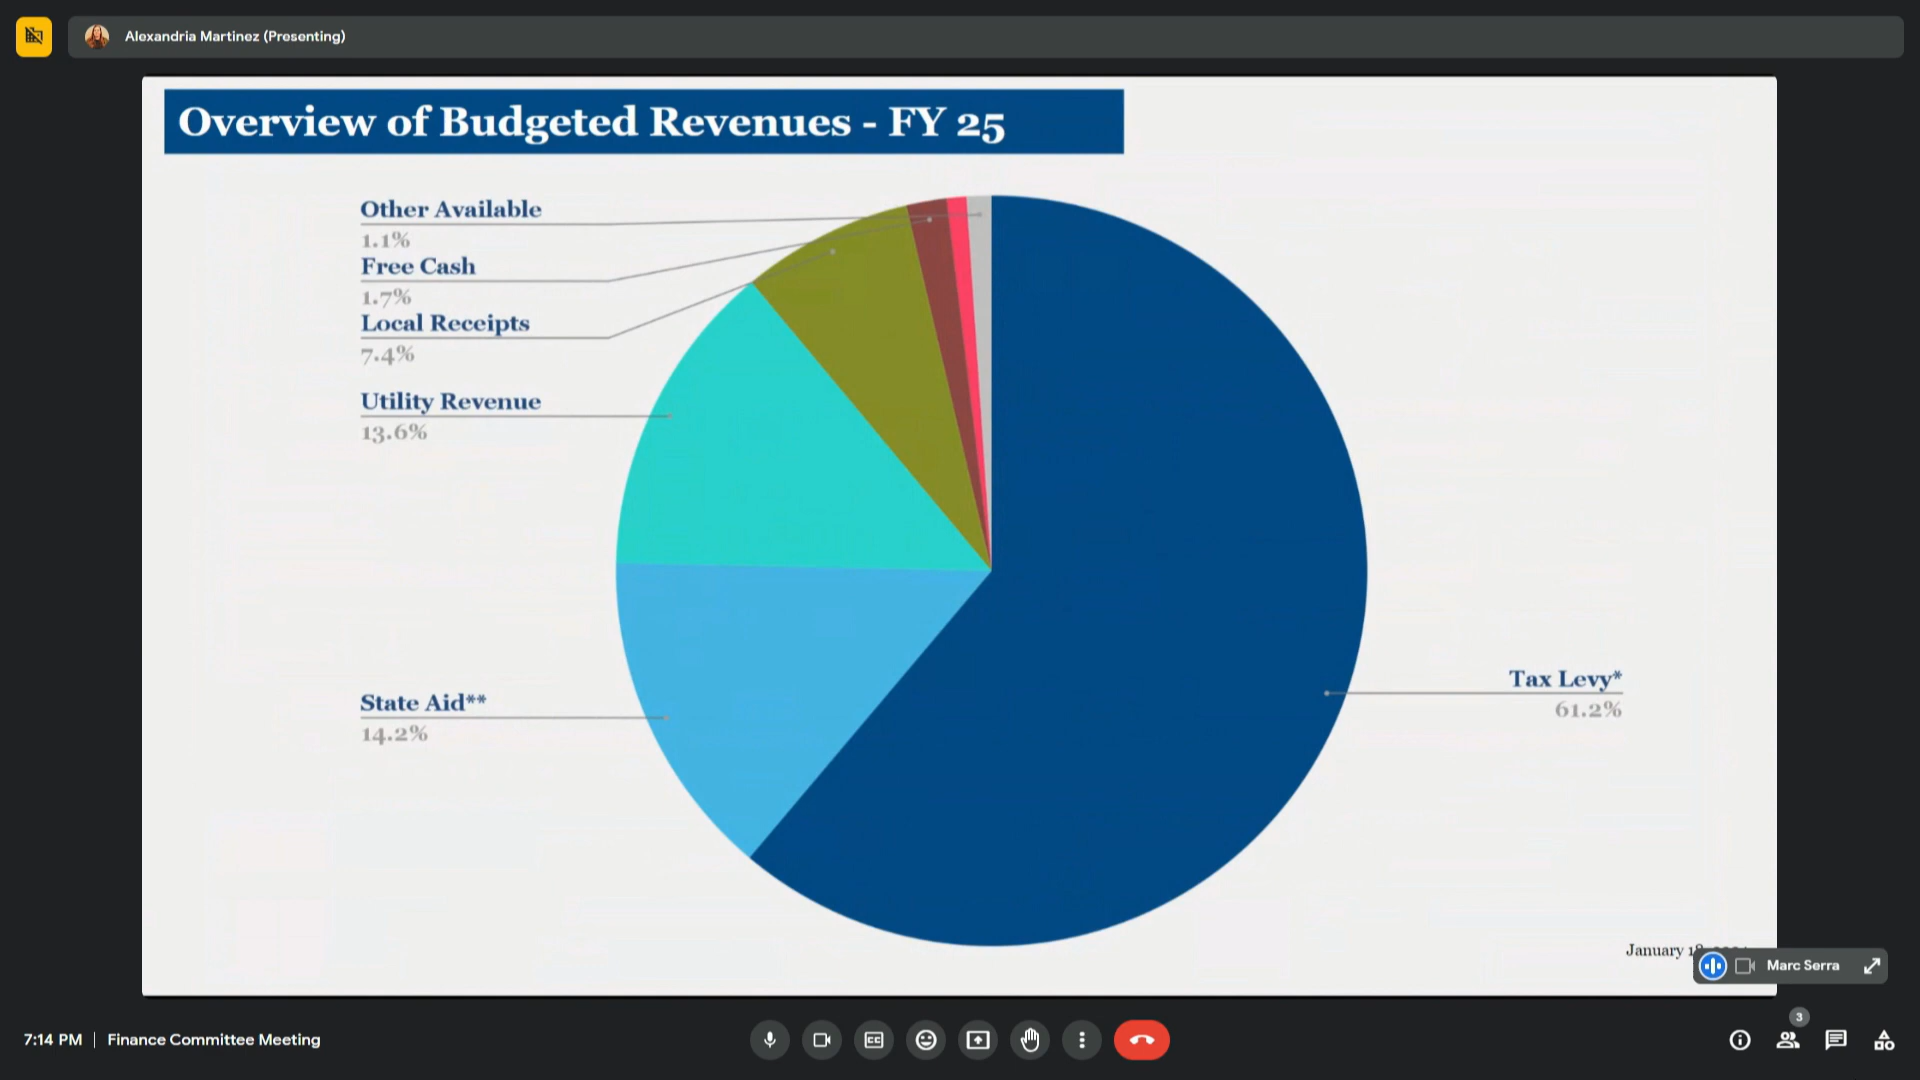 Alexandria Martinez (Presenting)
Overview of Budgeted Revenues - FY 25
Other Available
1.1%
Free Cash
1.7%
Local Receipts
7.4%
Utility Revenue
13.6%
State Aid**
14.2%
Tax Levy*
61.2%
January
Marc Serra
3
7:14 PM | Finance Committee Meeting
CC